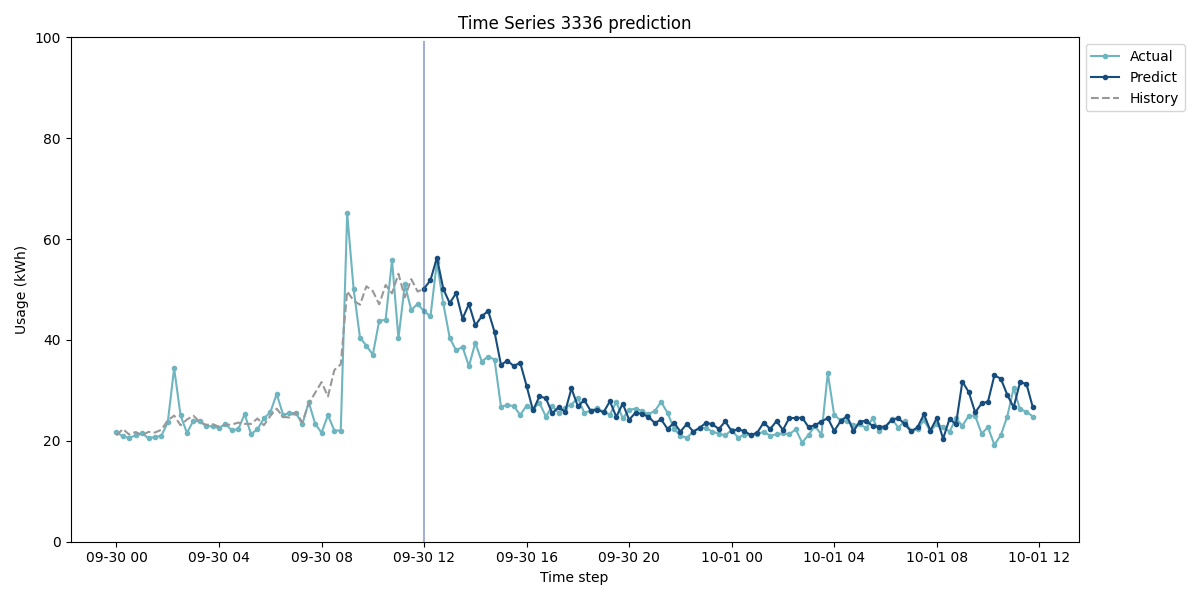 Time Series 3336 prediction
100
80
60
40
20
0
Usage (kWh)
09-30 00
09-30 04
09-30 08
09-30 12
09-30 16
09-30 20
10-01 00
10-01 04
10-01 08
10-01 12
Time step
Actual
Predict
History